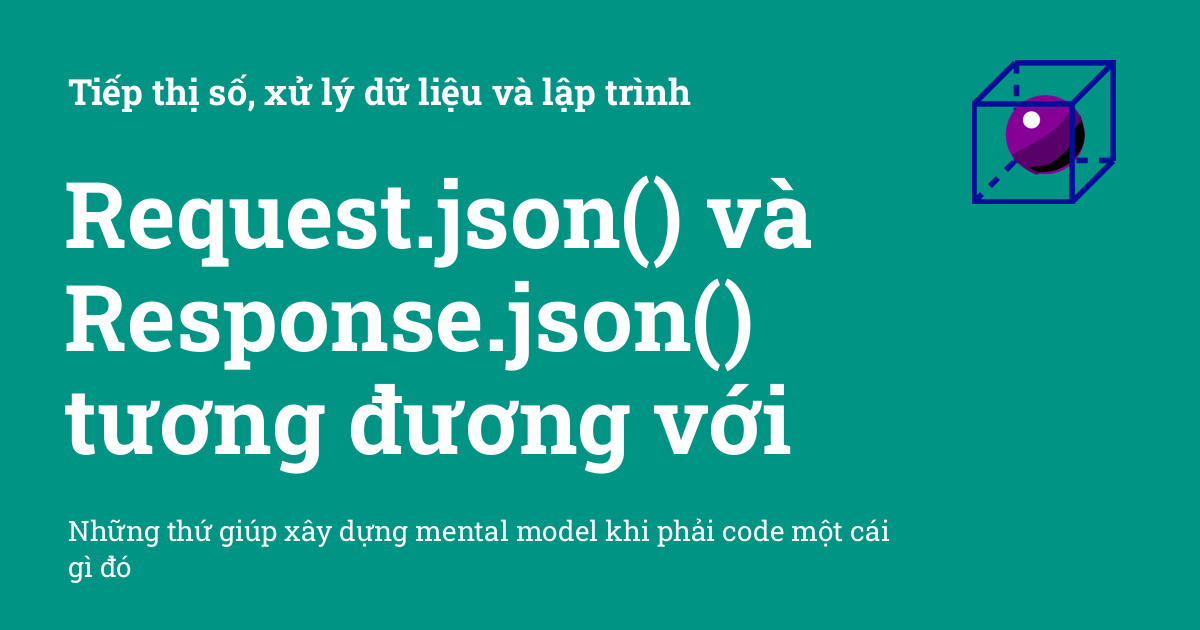 Tiếp thị số, xử lý dữ liệu và lập trình
Request.json() và
Response.json()
tương đương với
Những thứ giúp xây dựng mental model khi phải code một cái
gì đó